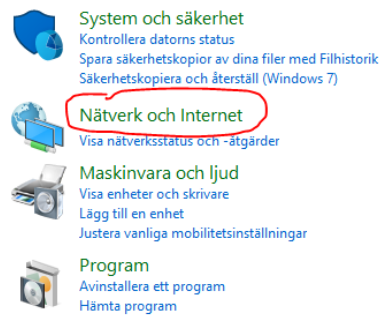 System och säkerhet
Kontrollera datorns status
Spara säkerhetskopior av dina filer med Filhistorik
Säkerhetskopiera och återställ (Windows 7)
Nätverk och Internet
Visa nätverksstatus och -åtgärder
Maskinvara och ljud
Visa enheter och skrivare
Lägg till en enhet
Justera vanliga mobilitetsinställningar
Program
Avinstallera ett program
Hämta program